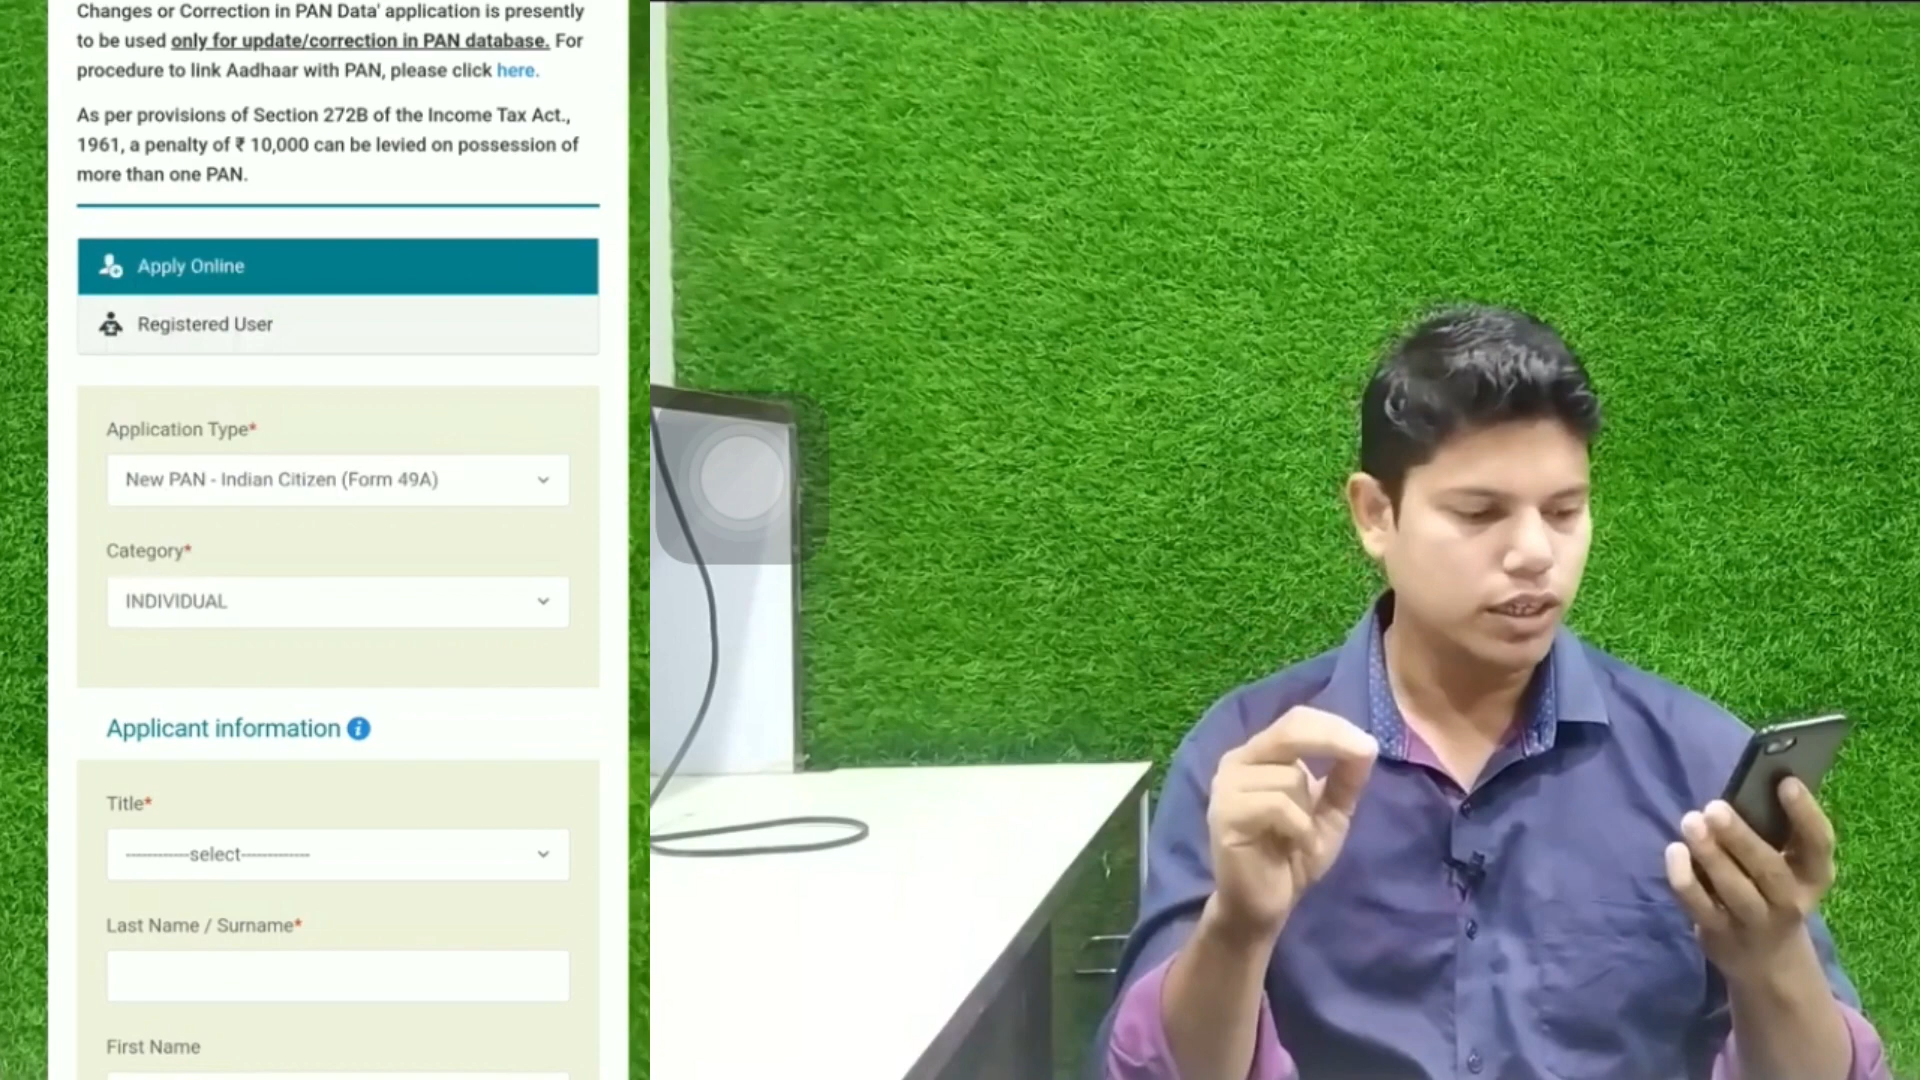 Changes or Correction in PAN Data' application is presently
to be used only for update/correction in PAN database. For
procedure to link Aadhaar with PAN, please click here.
As per provisions of Section 272B of the Income Tax Act.,
1961, a penalty of ₹ 10,000 can be levied on possession of
more than one PAN.
Apply Online
Registered User
Application Type*
New PAN - Indian Citizen (Form 49A)
Category*
INDIVIDUAL
Applicant information
Title*
------------select-------------
Last Name / Surname*
First Name